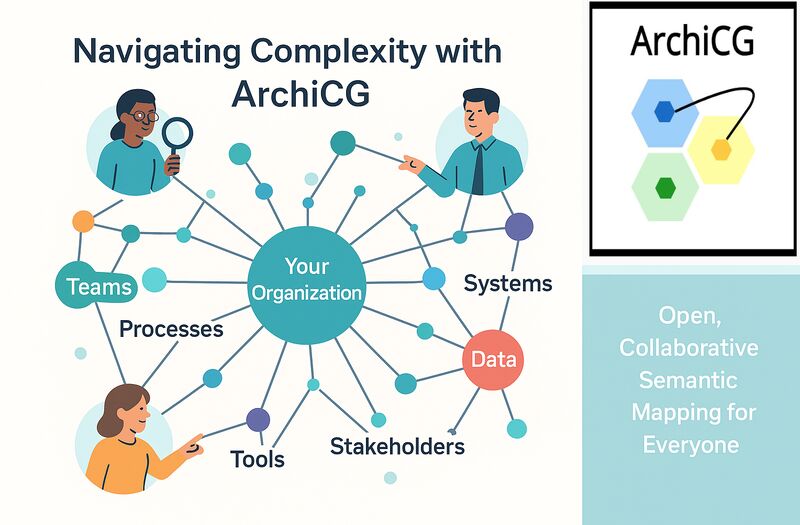 Navigating Complexity with
ArchiCG
Your
Organization
Teams
Systems
Processes
Data
Tools
Stakeholders
ArchiCG
Open,
Collaborative
Semantic
Mapping for
Everyone